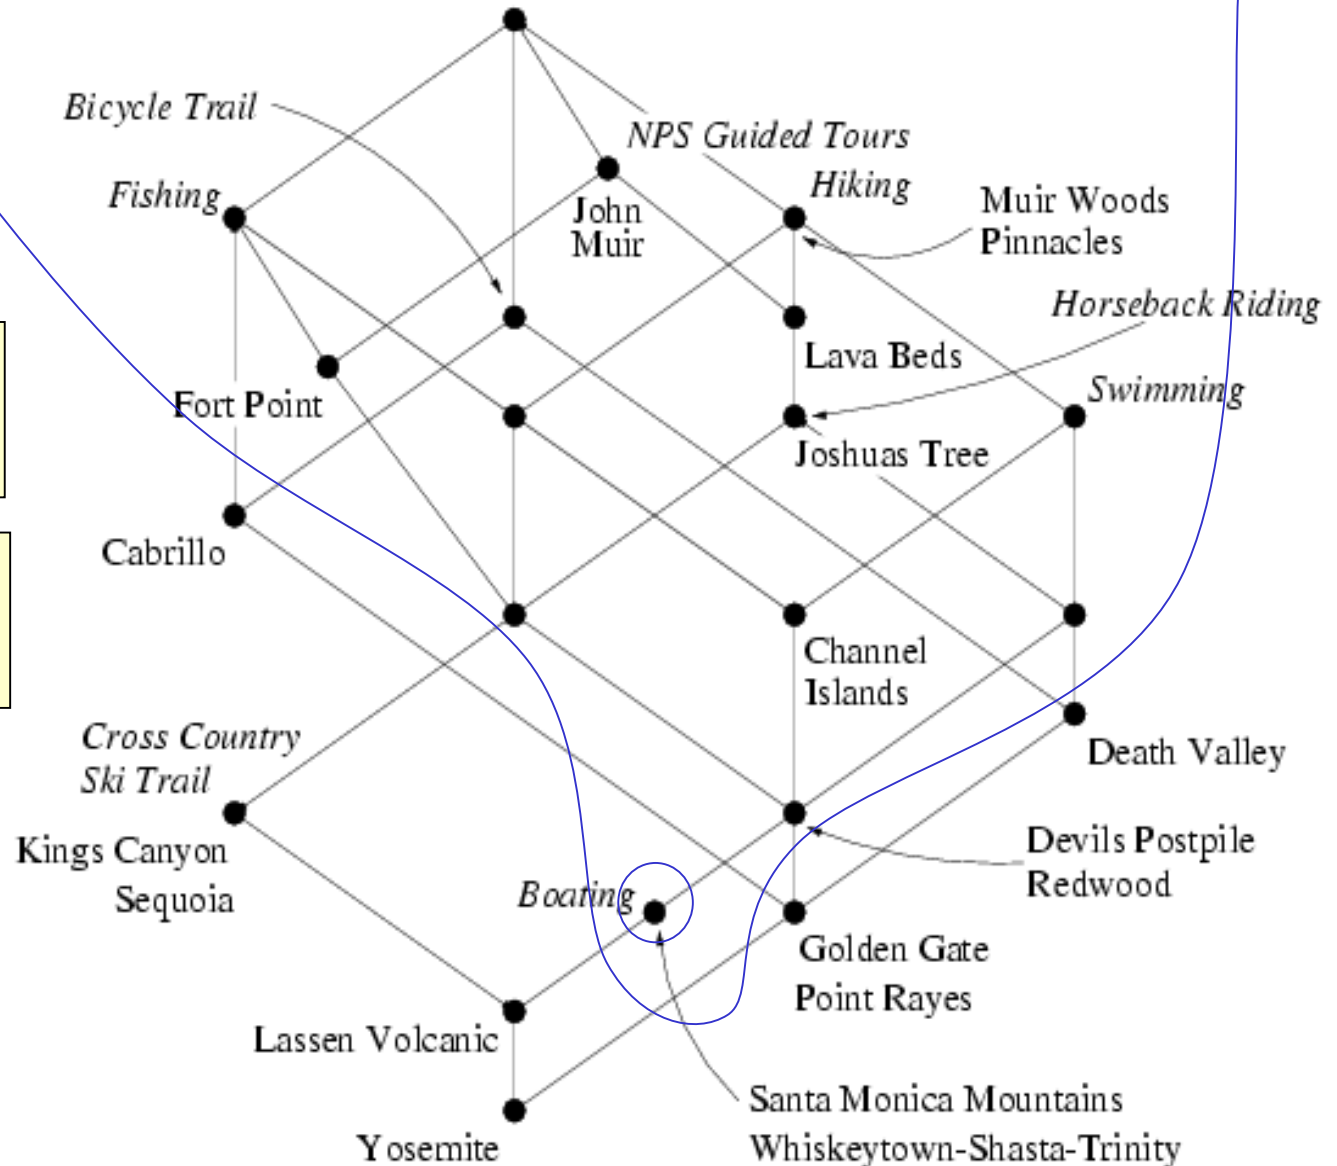 Bicycle Trail
NPS Guided Tours
Fishing
Hiking
John
Muir
Muir Woods
Pinnacles
Horseback Riding
Lava Beds
Swimming
Fort Point
Joshuas Tree
Cabrillo
Channel
Islands
Cross Country
Ski Trail
Death Valley
Kings Canyon
Sequoia
Devils Postpile
Redwood
Boating
Golden Gate
Point Rayes
Lassen Volcanic
Santa Monica Mountains
Whiskeytown-Shasta-Trinity
Yosemite